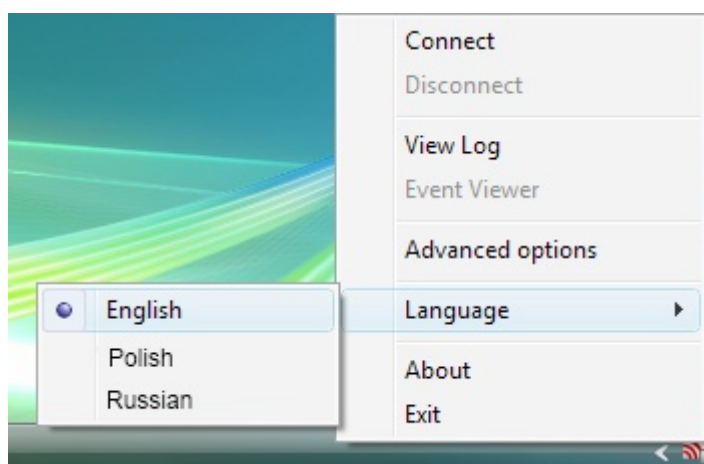 Connect
Disconnect
View Log
Event Viewer
Advanced options
Language
English
Polish
Russian
About
Exit